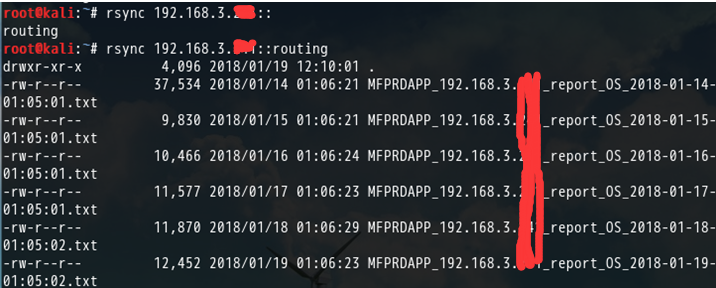 root@kali:~# rsync 192.168.3.
::
routing
root@kali:~# rsync 192.168.3.
::routing
drwxr-xr-x 4,096 2018/01/19 12:10:01 .
-rw-r--r-- 37,534 2018/01/14 01:06:21 MFPRDAPP_192.168.3.
_report_OS_2018-01-14-
01:05:01.txt
-rw-r--r-- 9,830 2018/01/15 01:06:21 MFPRDAPP_192.168.3.
_report_OS_2018-01-15-
01:05:01.txt
-rw-r--r-- 10,466 2018/01/16 01:06:24 MFPRDAPP_192.168.3.
_report_OS_2018-01-16-
01:05:01.txt
-rw-r--r-- 11,577 2018/01/17 01:06:23 MFPRDAPP_192.168.3.
_report_OS_2018-01-17-
01:05:01.txt
-rw-r--r-- 11,870 2018/01/18 01:06:29 MFPRDAPP_192.168.3.
_report_OS_2018-01-18-
01:05:02.txt
-rw-r--r-- 12,452 2018/01/19 01:06:23 MFPRDAPP_192.168.3.
_report_OS_2018-01-19-
01:05:02.txt